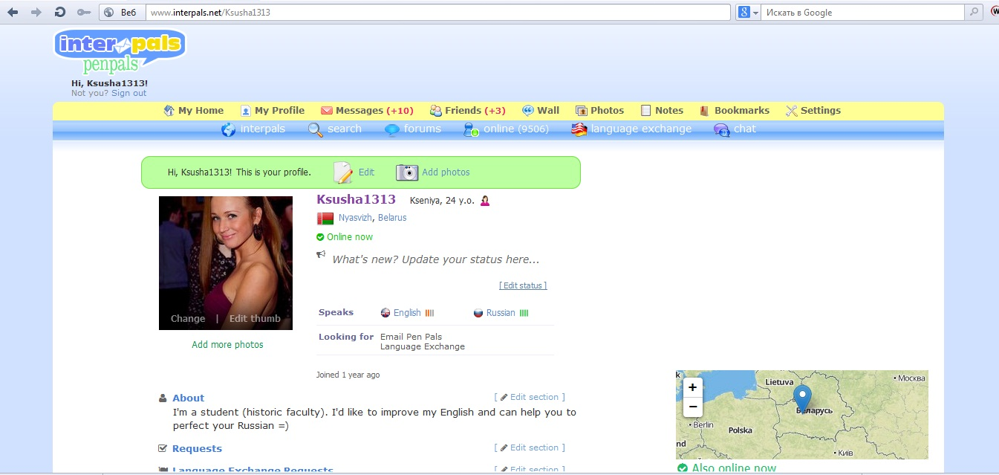 Веб
www.interpals.net/Ksusha1313
Искать в Google
inter pals
penpals
Hi, Ksusha1313!
Not you? Sign out
My Home My Profile Messages (+10) Friends (+3) Wall Photos Notes Bookmarks Settings
interpals search forums online (9506) language exchange chat
Hi, Ksusha1313! This is your profile. Edit Add photos
Ksusha1313 Kseniya, 24 y.o.
Nyasvizh, Belarus
Online now
What's new? Update your status here...
[ Edit status ]
Change | Edit thumb
Add more photos
Speaks English Russian
Looking for Email Pen Pals
Language Exchange
Joined 1 year ago
About [ Edit section ]
I'm a student (historic faculty). I'd like to improve my English and can help you to
perfect your Russian =)
Requests [ Edit section ]
Language Exchange Requests [ Edit section ]
k
Lietuva
Москва
+
−
Беларусь
Berlin
Polska
nd
Київ
Also online now